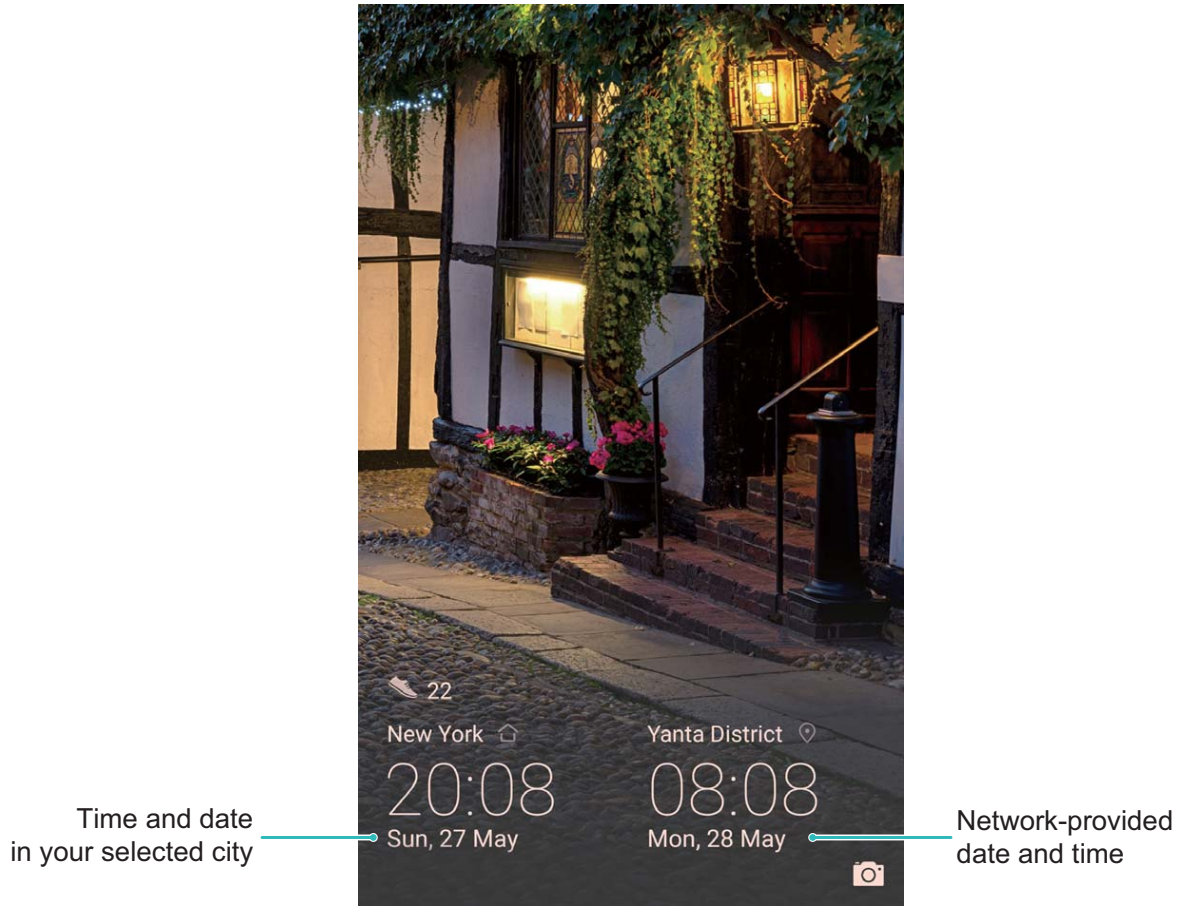 22
New York
Yanta District
20:08
08:08
Sun, 27 May
Mon, 28 May
Time and date
in your selected city
Network-provided
date and time